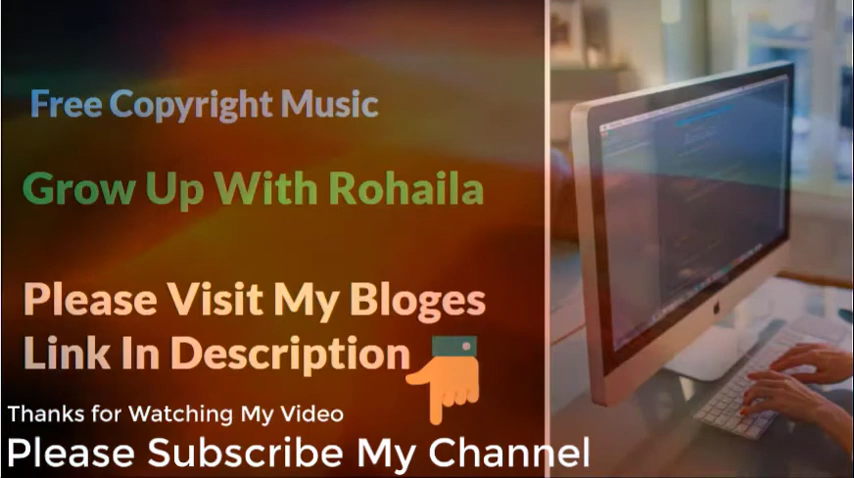 Free Copyright Music
Grow Up With Rohaila
Please Visit My Bloges
Link In Description
Thanks for Watching My Video
Please Subscribe My Channel